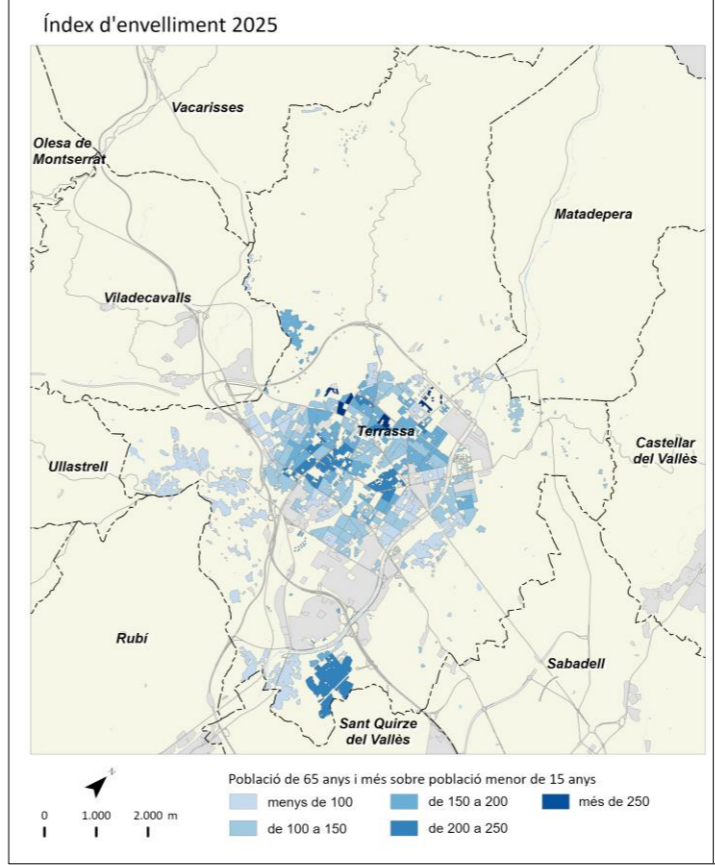 Índex d'envelliment 2025
Vacarisses
Olesa de
Montserrat
Matadepera
Viladecavalls
Terrassa
Castellar
del Vallès
Ullastrell
Rubí
Sabadell
Sant Quirze
del Vallès
Població de 65 anys i més sobre població menor de 15 anys
menys de 100
de 150 a 200
més de 250
de 100 a 150
de 200 a 250
0 1.000 2.000 m